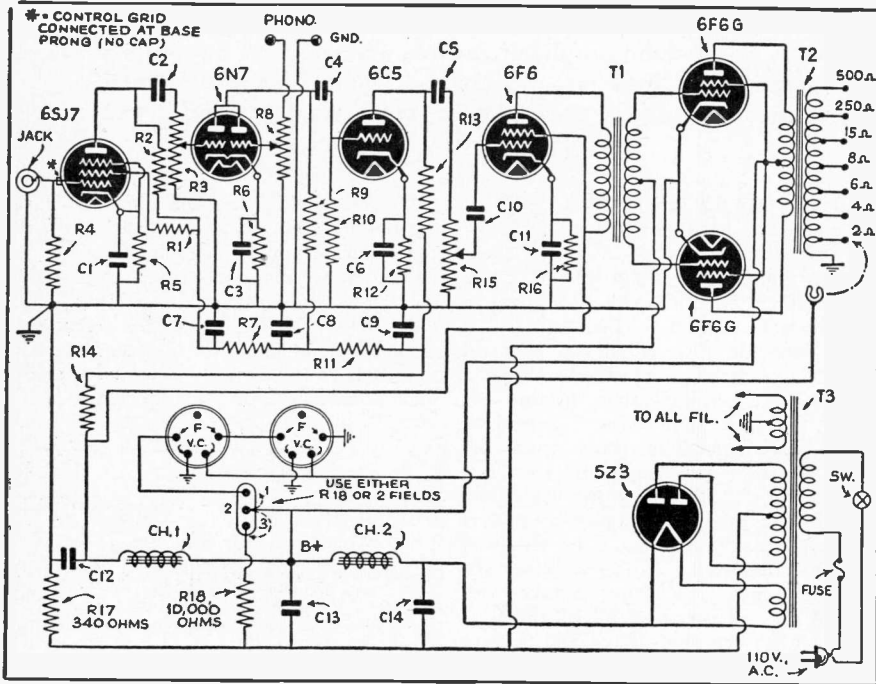 * = CONTROL GRID
CONNECTED AT BASE
PRONG (NO CAP)
PHONO.
GND.
6F6G
T2
C2
6N7
C4
6C5
C5
6F6
T1
500Ω
250Ω
15Ω
8Ω
6Ω
4Ω
2Ω
6SJ7
JACK
*
R2
R3
R8
R13
R4
R6
R9
R10
C10
C11
R1
C1
R5
C3
C6
R12
R15
R16
C7
R7
C8
C9
R11
6F6G
R14
T3
TO ALL FIL.
F
V.C.
F
V.C.
5Z3
SW.
1
2
3
USE EITHER
R18 OR 2 FIELDS
CH.1
B+
CH.2
C12
R17
340 OHMS
R18
10,000
OHMS
C13
C14
FUSE
110V.,
A.C.